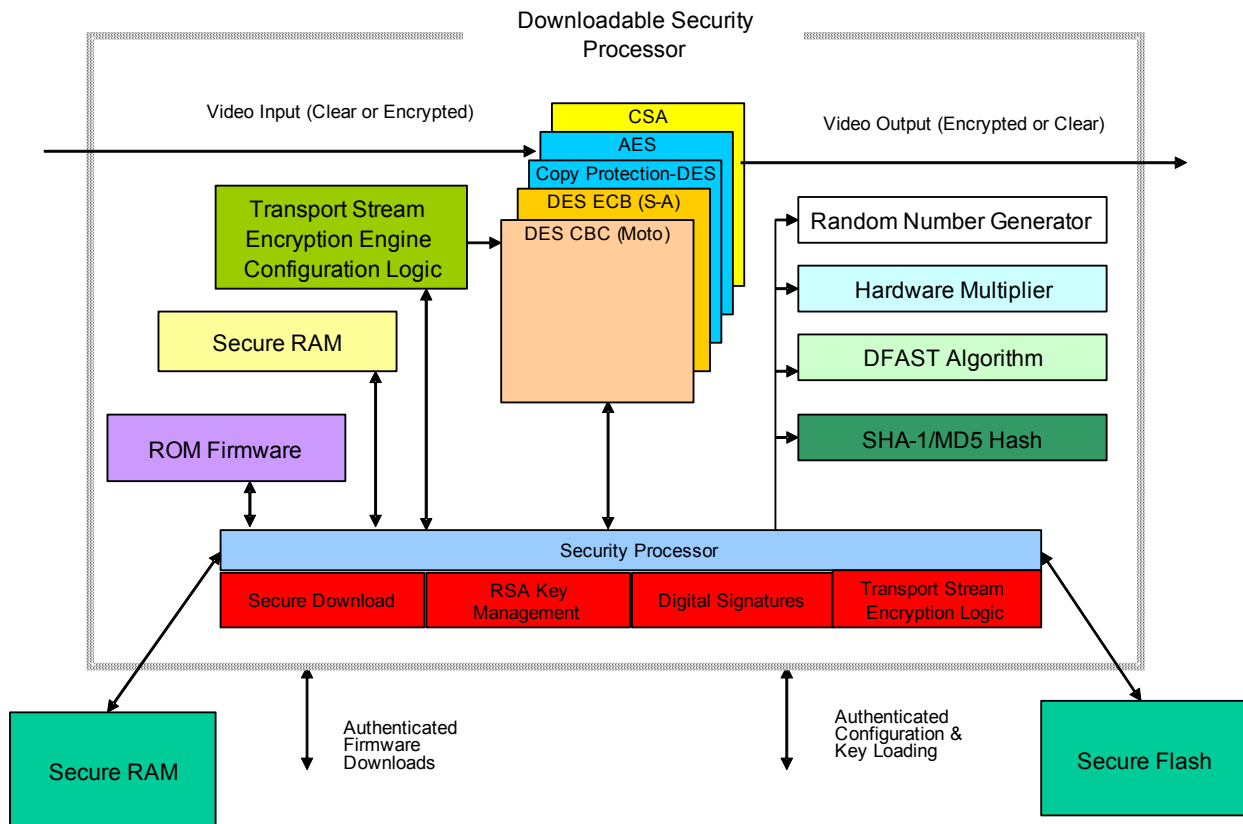 Downloadable Security
Processor
Video Input (Clear or Encrypted)
Video Output (Encrypted or Clear)
CSA
AES
Copy Protection-DES
DES ECB (S-A)
DES CBC (Moto)
Transport Stream
Encryption Engine
Configuration Logic
Secure RAM
ROM Firmware
Random Number Generator
Hardware Multiplier
DFAST Algorithm
SHA-1/MD5 Hash
Security Processor
Secure Download
RSA Key
Management
Digital Signatures
Transport Stream
Encryption Logic
Secure RAM
Authenticated
Firmware
Downloads
Authenticated
Configuration &
Key Loading
Secure Flash